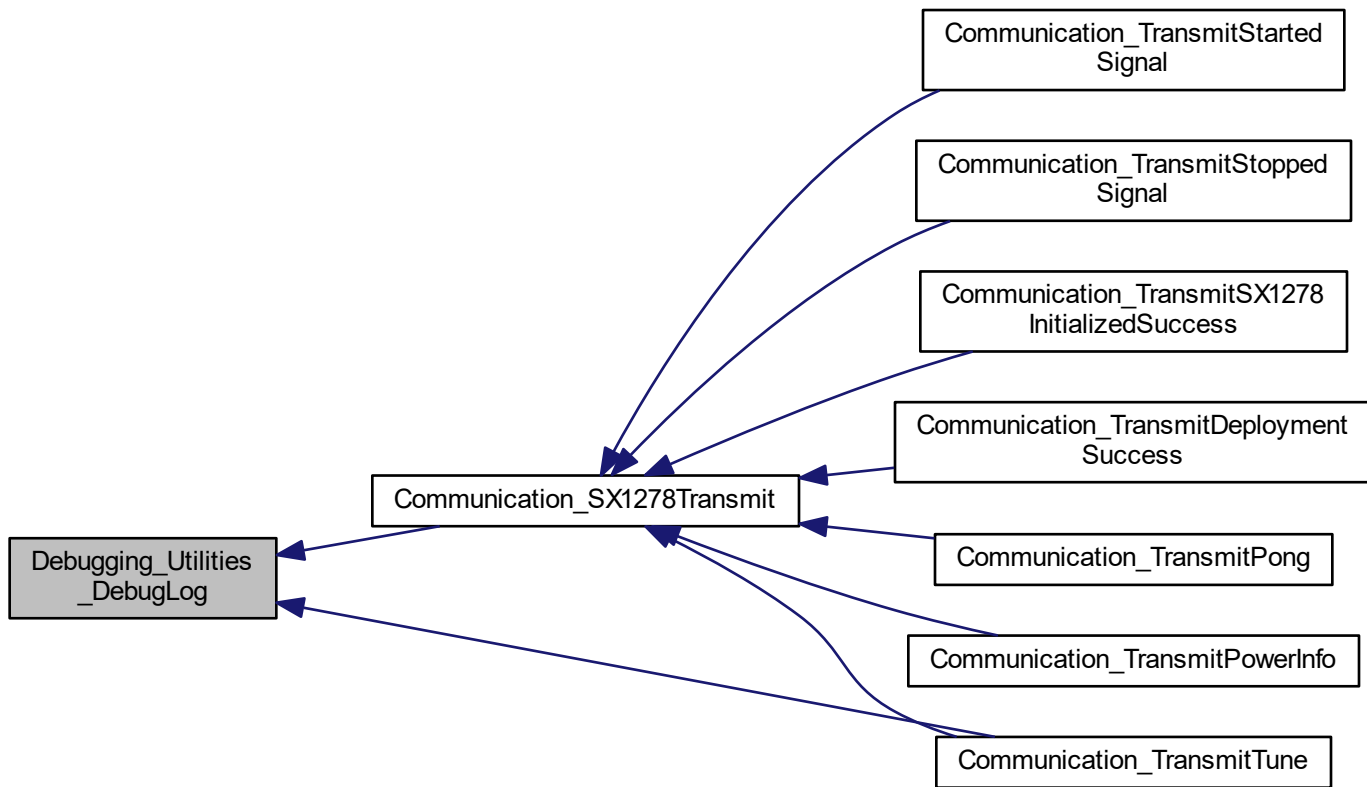 Communication_TransmitStarted
Signal
Communication_TransmitStopped
Signal
Communication_TransmitSX1278
InitializedSuccess
Communication_TransmitDeployment
Success
Communication_SX1278Transmit
Communication_TransmitPong
Debugging_Utilities
_DebugLog
Communication_TransmitPowerInfo
Communication_TransmitTune